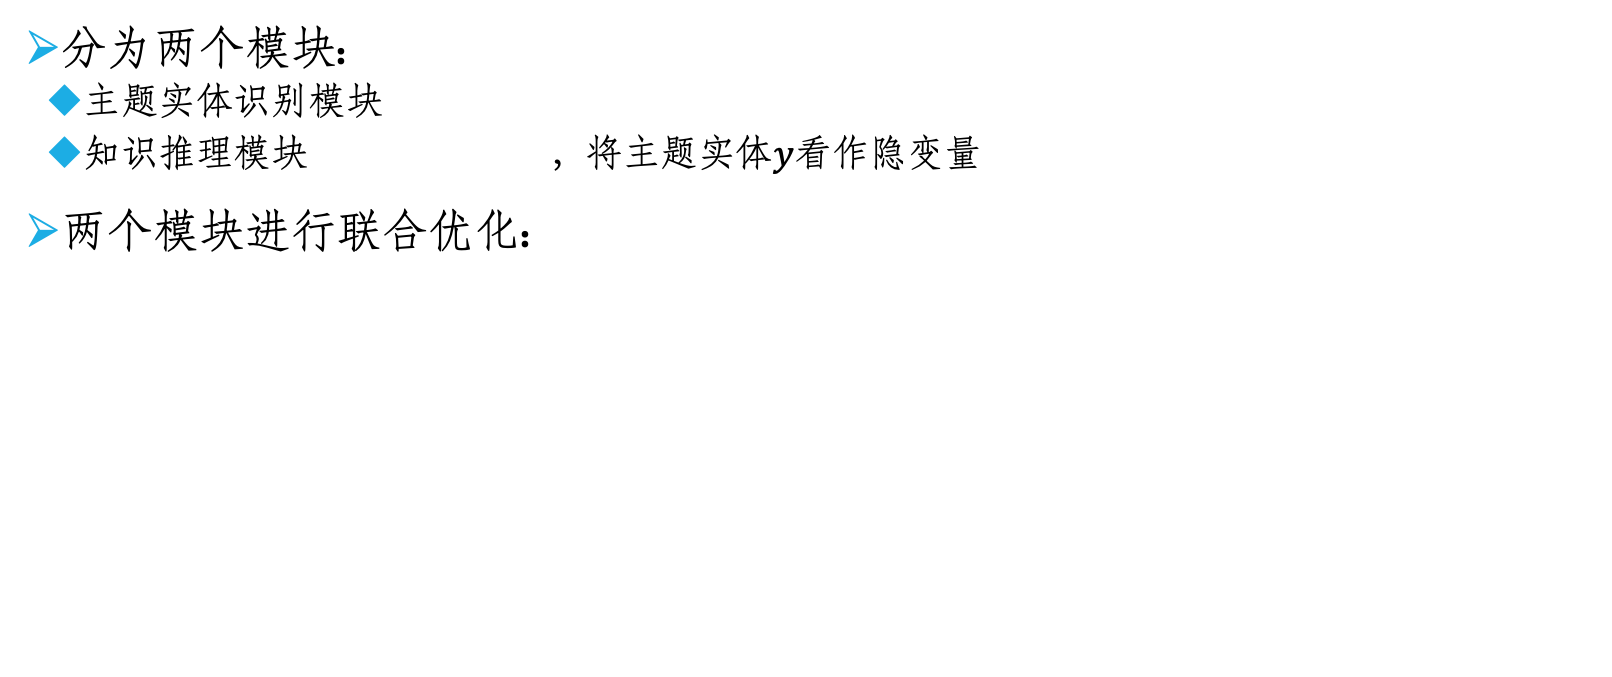 ➢分为两个模块：
◆主题实体识别模块
◆知识推理模块 ，将主题实体y看作隐变量
➢两个模块进行联合优化：